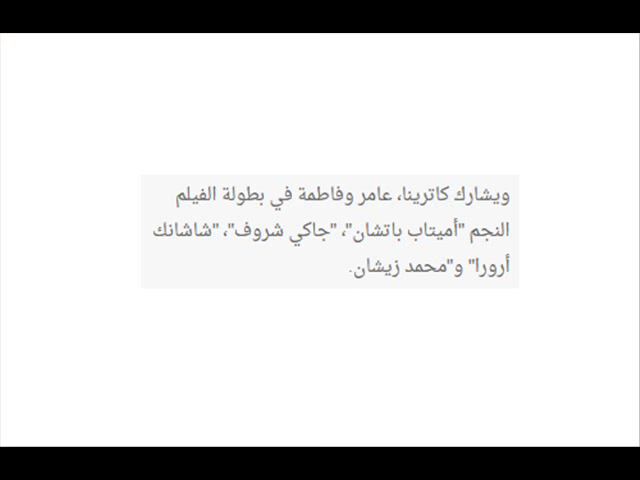 ويشارك كاترينا، عامر وفاطمة في بطولة الفيلم
النجم "أميتاب باتشان"، "جاكي شروف"، "شاشانك
أرورا" و"محمد زيشان.